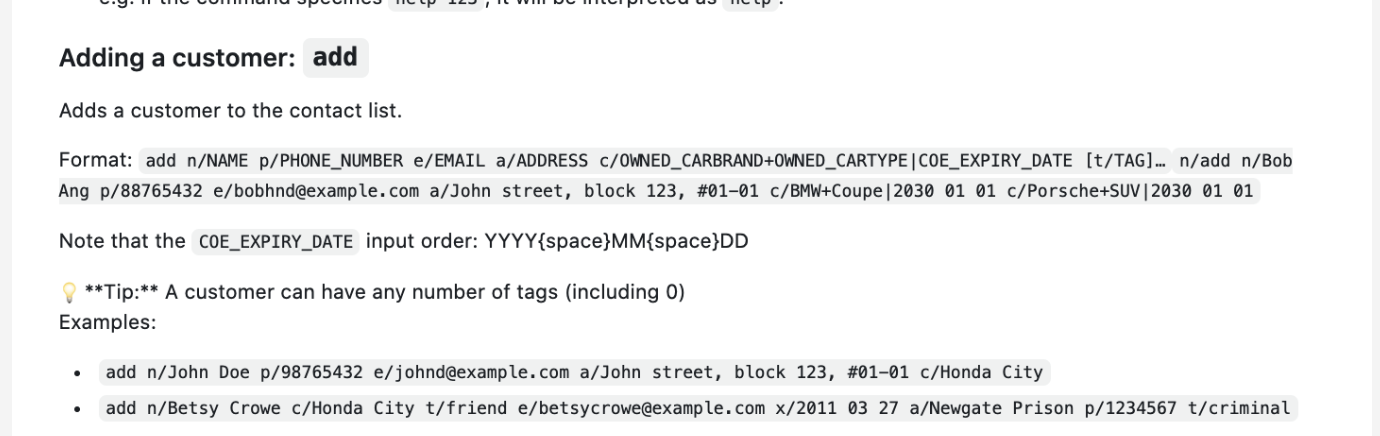 e.g. if the command specifies help 123, it will be interpreted as help.
Adding a customer: add
Adds a customer to the contact list.
Format: add n/NAME p/PHONE_NUMBER e/EMAIL a/ADDRESS c/OWNED_CARBRAND+OWNED_CARTYPE|COE_EXPIRY_DATE [t/TAG]… n/add n/Bob
Ang p/88765432 e/bobhnd@example.com a/John street, block 123, #01-01 c/BMW+Coupe|2030 01 01 c/Porsche+SUV|2030 01 01
Note that the COE_EXPIRY_DATE input order: YYYY{space}MM{space}DD
💡 **Tip:** A customer can have any number of tags (including 0)
Examples:
• add n/John Doe p/98765432 e/johnd@example.com a/John street, block 123, #01-01 c/Honda City
• add n/Betsy Crowe c/Honda City t/friend e/betsycrowe@example.com x/2011 03 27 a/Newgate Prison p/1234567 t/criminal